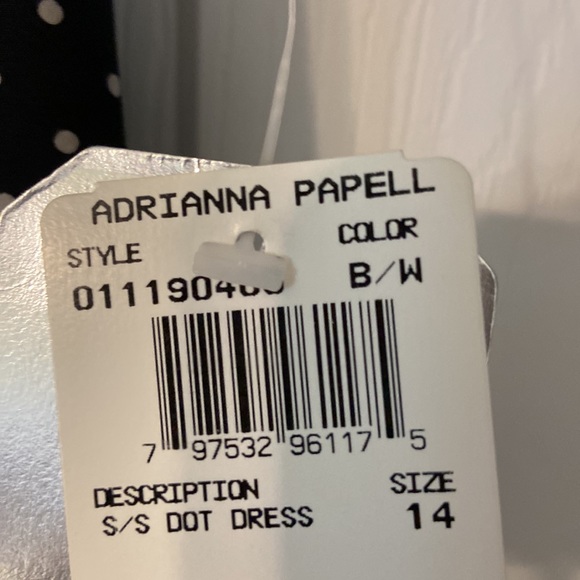 ADRIANNA PAPELL
STYLE COLOR
B/W
7 97532 96117 5
DESCRIPTION SIZE
S/S DOT DRESS 14